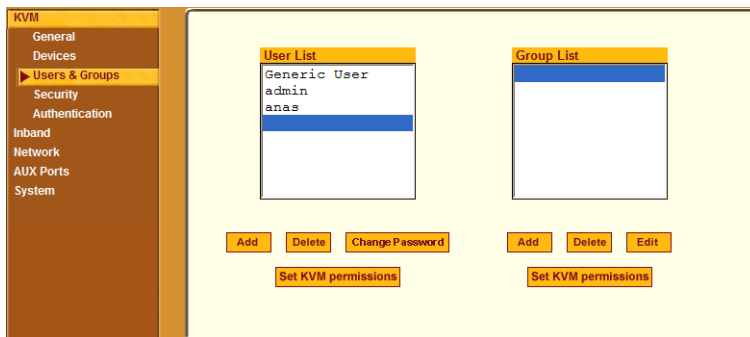 KVM
General
Devices
Users & Groups
Security
Authentication
Inband
Network
AUX Ports
System
User List
Generic User
admin
anas
Add
Delete
Change Password
Set KVM permissions
Group List
Add
Delete
Edit
Set KVM permissions